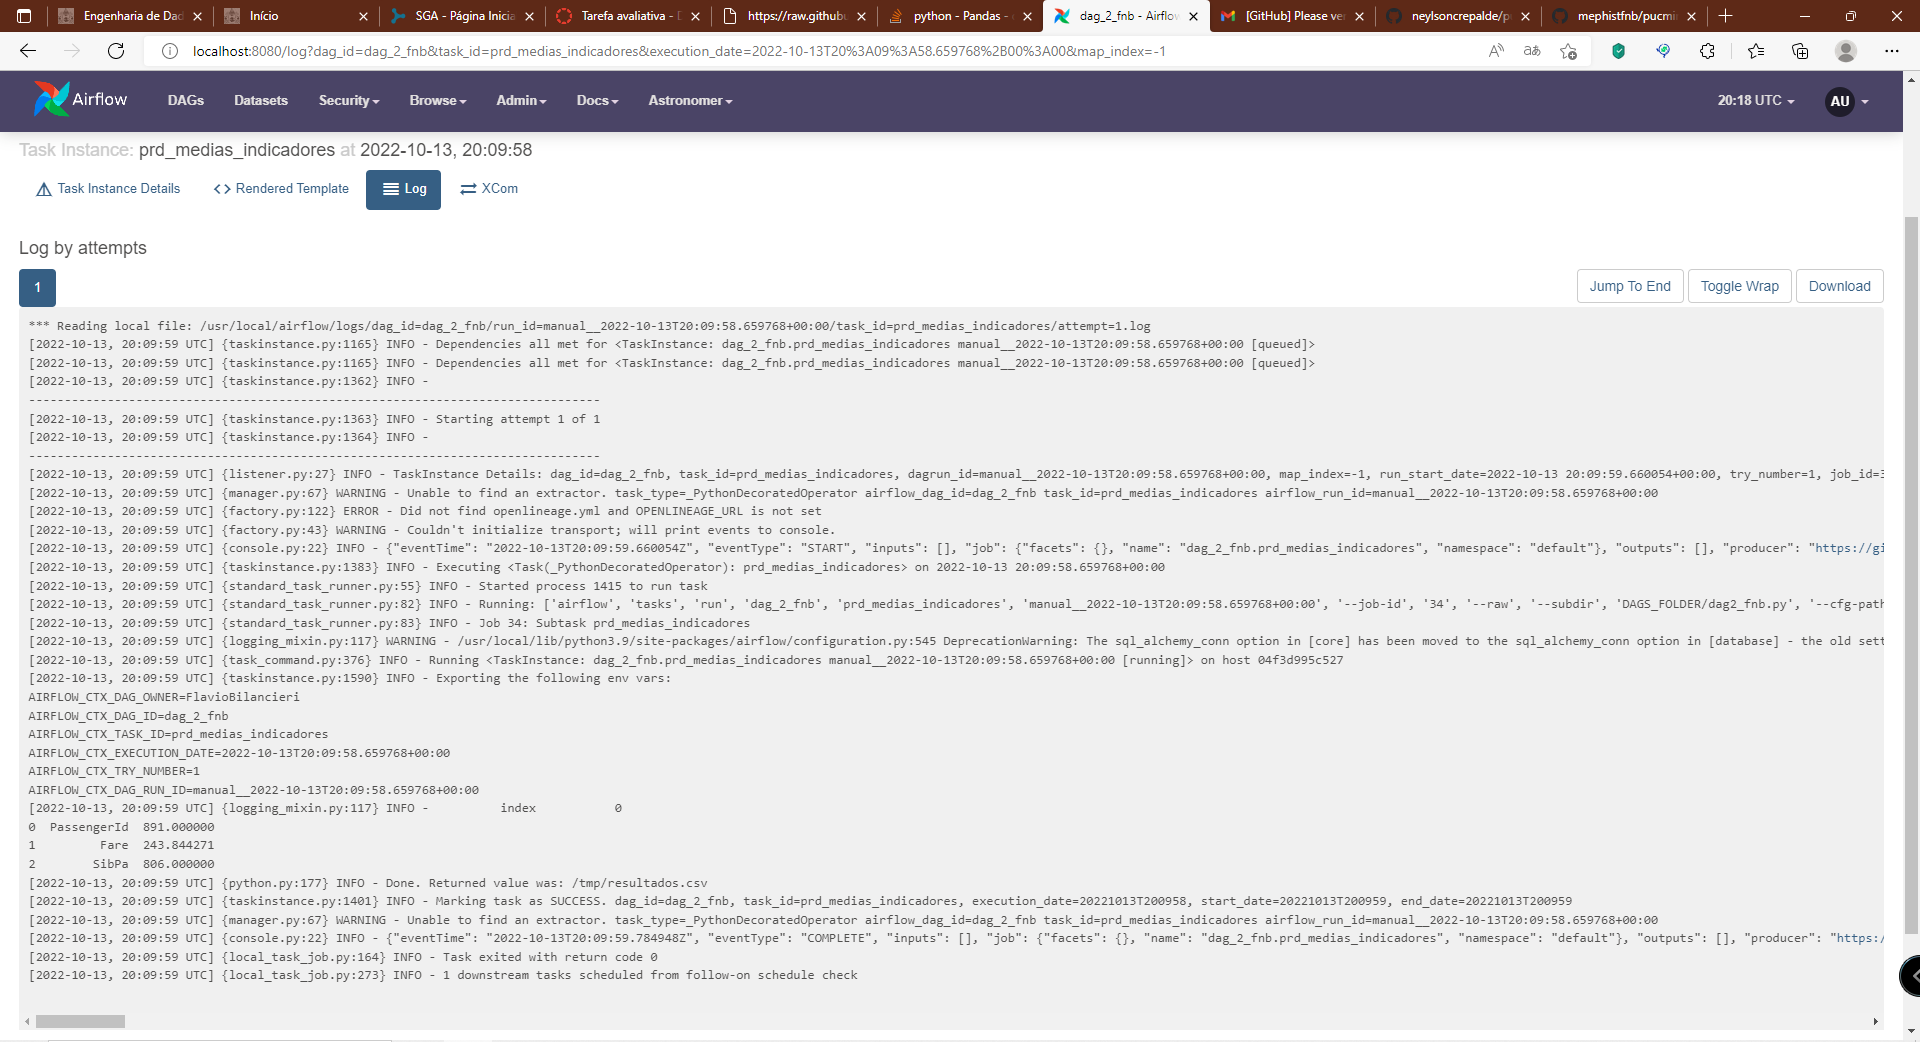 Engenharia de Dad
Início
SGA - Página Inicia
Tarefa avaliativa - D
https://raw.github
python - Pandas -
dag_2_fnb - Airflow
[GitHub] Please ve
neylsoncrepalde/p
mephistfnb/pucmi
localhost:8080/log?dag_id=dag_2_fnb&task_id=prd_medias_indicadores&execution_date=2022-10-13T20%3A09%3A58.659768%2B00%3A00&map_index=-1
Airflow DAGs Datasets Security Browse Admin Docs Astronomer 20:18 UTC AU
Task Instance: prd_medias_indicadores at 2022-10-13, 20:09:58
Task Instance Details <> Rendered Template Log XCom
Log by attempts
1 Jump To End Toggle Wrap Download
*** Reading local file: /usr/local/airflow/logs/dag_id=dag_2_fnb/run_id=manual__2022-10-13T20:09:58.659768+00:00/task_id=prd_medias_indicadores/attempt=1.log
[2022-10-13, 20:09:59 UTC] {taskinstance.py:1165} INFO - Dependencies all met for <TaskInstance: dag_2_fnb.prd_medias_indicadores manual__2022-10-13T20:09:58.659768+00:00 [queued]>
[2022-10-13, 20:09:59 UTC] {taskinstance.py:1165} INFO - Dependencies all met for <TaskInstance: dag_2_fnb.prd_medias_indicadores manual__2022-10-13T20:09:58.659768+00:00 [queued]>
[2022-10-13, 20:09:59 UTC] {taskinstance.py:1362} INFO -
--------------------------------------------------------------------------------
[2022-10-13, 20:09:59 UTC] {taskinstance.py:1363} INFO - Starting attempt 1 of 1
[2022-10-13, 20:09:59 UTC] {taskinstance.py:1364} INFO -
--------------------------------------------------------------------------------
[2022-10-13, 20:09:59 UTC] {listener.py:27} INFO - TaskInstance Details: dag_id=dag_2_fnb, task_id=prd_medias_indicadores, dagrun_id=manual__2022-10-13T20:09:58.659768+00:00, map_index=-1, run_start_date=2022-10-13 20:09:59.660054+00:00, try_number=1, job_id=3
[2022-10-13, 20:09:59 UTC] {manager.py:67} WARNING - Unable to find an extractor. task_type=_PythonDecoratedOperator airflow_dag_id=dag_2_fnb task_id=prd_medias_indicadores airflow_run_id=manual__2022-10-13T20:09:58.659768+00:00
[2022-10-13, 20:09:59 UTC] {factory.py:122} ERROR - Did not find openlineage.yml and OPENLINEAGE_URL is not set
[2022-10-13, 20:09:59 UTC] {factory.py:43} WARNING - Couldn't initialize transport; will print events to console.
[2022-10-13, 20:09:59 UTC] {console.py:22} INFO - {"eventTime": "2022-10-13T20:09:59.660054Z", "eventType": "START", "inputs": [], "job": {"facets": {}, "name": "dag_2_fnb.prd_medias_indicadores", "namespace": "default"}, "outputs": [], "producer": "https://gi
[2022-10-13, 20:09:59 UTC] {taskinstance.py:1383} INFO - Executing <Task(_PythonDecoratedOperator): prd_medias_indicadores> on 2022-10-13 20:09:58.659768+00:00
[2022-10-13, 20:09:59 UTC] {standard_task_runner.py:55} INFO - Started process 1415 to run task
[2022-10-13, 20:09:59 UTC] {standard_task_runner.py:82} INFO - Running: ['airflow', 'tasks', 'run', 'dag_2_fnb', 'prd_medias_indicadores', 'manual__2022-10-13T20:09:58.659768+00:00', '--job-id', '34', '--raw', '--subdir', 'DAGS_FOLDER/dag2_fnb.py', '--cfg-path
[2022-10-13, 20:09:59 UTC] {standard_task_runner.py:83} INFO - Job 34: Subtask prd_medias_indicadores
[2022-10-13, 20:09:59 UTC] {logging_mixin.py:117} WARNING - /usr/local/lib/python3.9/site-packages/airflow/configuration.py:545 DeprecationWarning: The sql_alchemy_conn option in [core] has been moved to the sql_alchemy_conn option in [database] - the old sett
[2022-10-13, 20:09:59 UTC] {task_command.py:376} INFO - Running <TaskInstance: dag_2_fnb.prd_medias_indicadores manual__2022-10-13T20:09:58.659768+00:00 [running]> on host 04f3d995c527
[2022-10-13, 20:09:59 UTC] {taskinstance.py:1590} INFO - Exporting the following env vars:
AIRFLOW_CTX_DAG_OWNER=FlavioBilancieri
AIRFLOW_CTX_DAG_ID=dag_2_fnb
AIRFLOW_CTX_TASK_ID=prd_medias_indicadores
AIRFLOW_CTX_EXECUTION_DATE=2022-10-13T20:09:58.659768+00:00
AIRFLOW_CTX_TRY_NUMBER=1
AIRFLOW_CTX_DAG_RUN_ID=manual__2022-10-13T20:09:58.659768+00:00
[2022-10-13, 20:09:59 UTC] {logging_mixin.py:117} INFO -          index           0
0  PassengerId  891.000000
1         Fare  243.844271
2        SibPa  806.000000
[2022-10-13, 20:09:59 UTC] {python.py:177} INFO - Done. Returned value was: /tmp/resultados.csv
[2022-10-13, 20:09:59 UTC] {taskinstance.py:1401} INFO - Marking task as SUCCESS. dag_id=dag_2_fnb, task_id=prd_medias_indicadores, execution_date=20221013T200958, start_date=20221013T200959, end_date=20221013T200959
[2022-10-13, 20:09:59 UTC] {manager.py:67} WARNING - Unable to find an extractor. task_type=_PythonDecoratedOperator airflow_dag_id=dag_2_fnb task_id=prd_medias_indicadores airflow_run_id=manual__2022-10-13T20:09:58.659768+00:00
[2022-10-13, 20:09:59 UTC] {console.py:22} INFO - {"eventTime": "2022-10-13T20:09:59.784948Z", "eventType": "COMPLETE", "inputs": [], "job": {"facets": {}, "name": "dag_2_fnb.prd_medias_indicadores", "namespace": "default"}, "outputs": [], "producer": "https:/
[2022-10-13, 20:09:59 UTC] {local_task_job.py:164} INFO - Task exited with return code 0
[2022-10-13, 20:09:59 UTC] {local_task_job.py:273} INFO - 1 downstream tasks scheduled from follow-on schedule check